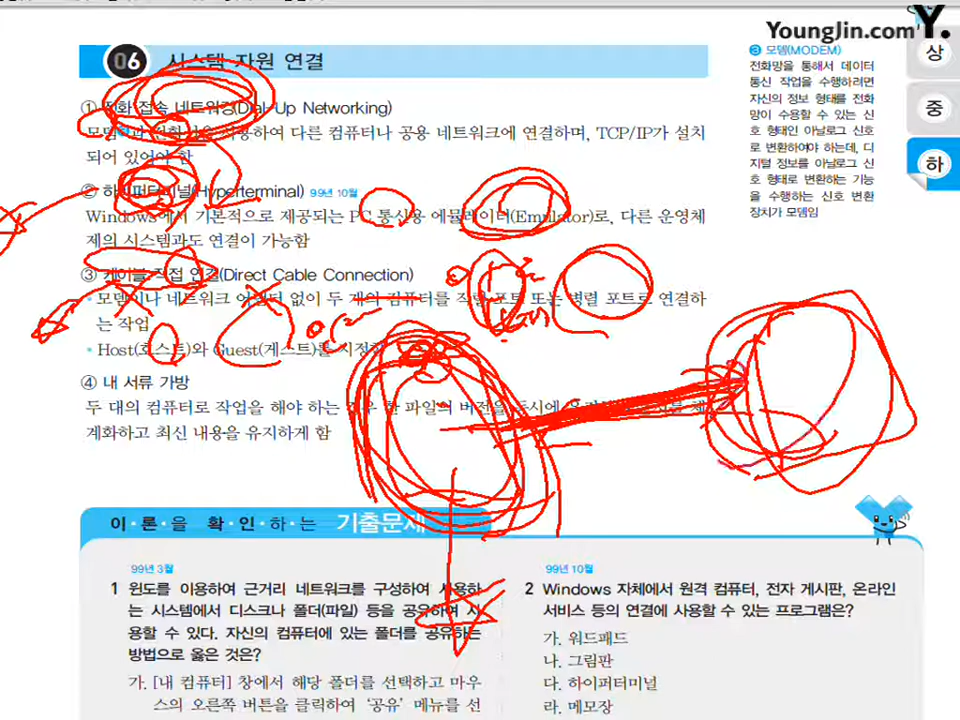 YoungJin.com Y.
06 시스템 자원 연결
① 전화 접속 네트워킹(Dial-Up Networking)
모뎀 사용하여 다른 컴퓨터나 공용 네트워크에 연결하며, TCP/IP가 설치
되어 있어야 함
② 하이퍼터미널(Hyperterminal) 99년 10월
Windows에서 기본적으로 제공되는 PC 통신용 에뮬레이터(Emulator)로, 다른 운영체
제의 시스템과도 연결이 가능함
③ 케이블 직접 연결(Direct Cable Connection)
• 모뎀이나 네트워크 어댑터 없이 두 개의 컴퓨터를 직렬 포트 또는 병렬 포트로 연결하
는 작업
• Host(호스트)와 Guest(게스트)를 지정
④ 내 서류 가방
두 대의 컴퓨터로 작업을 해야 하는 경우 한 파일의 버전을 동시에 체
계화하고 최신 내용을 유지하게 함
③ 모뎀(MODEM)
전화망을 통해서 데이터
통신 작업을 수행하려면
자신의 정보 형태를 전화
망이 수용할 수 있는 신
호 형태인 아날로그 신호
로 변환하여야 하는데, 디
지털 정보를 아날로그 신
호 형태로 변환하는 기능
을 수행하는 신호 변환
장치가 모뎀임
상
중
하
이·론·을 확·인·하·는 기출문제
99년 3월
1 윈도를 이용하여 근거리 네트워크를 구성하여 사용하
는 시스템에서 디스크나 폴더(파일) 등을 공유하여 사
용할 수 있다. 자신의 컴퓨터에 있는 폴더를 공유하는
방법으로 옳은 것은?
가. [내 컴퓨터] 창에서 해당 폴더를 선택하고 마우
스의 오른쪽 버튼을 클릭하여 ‘공유’ 메뉴를 선
99년 10월
2 Windows 자체에서 원격 컴퓨터, 전자 게시판, 온라인
서비스 등의 연결에 사용할 수 있는 프로그램은?
가. 워드패드
나. 그림판
다. 하이퍼터미널
라. 메모장